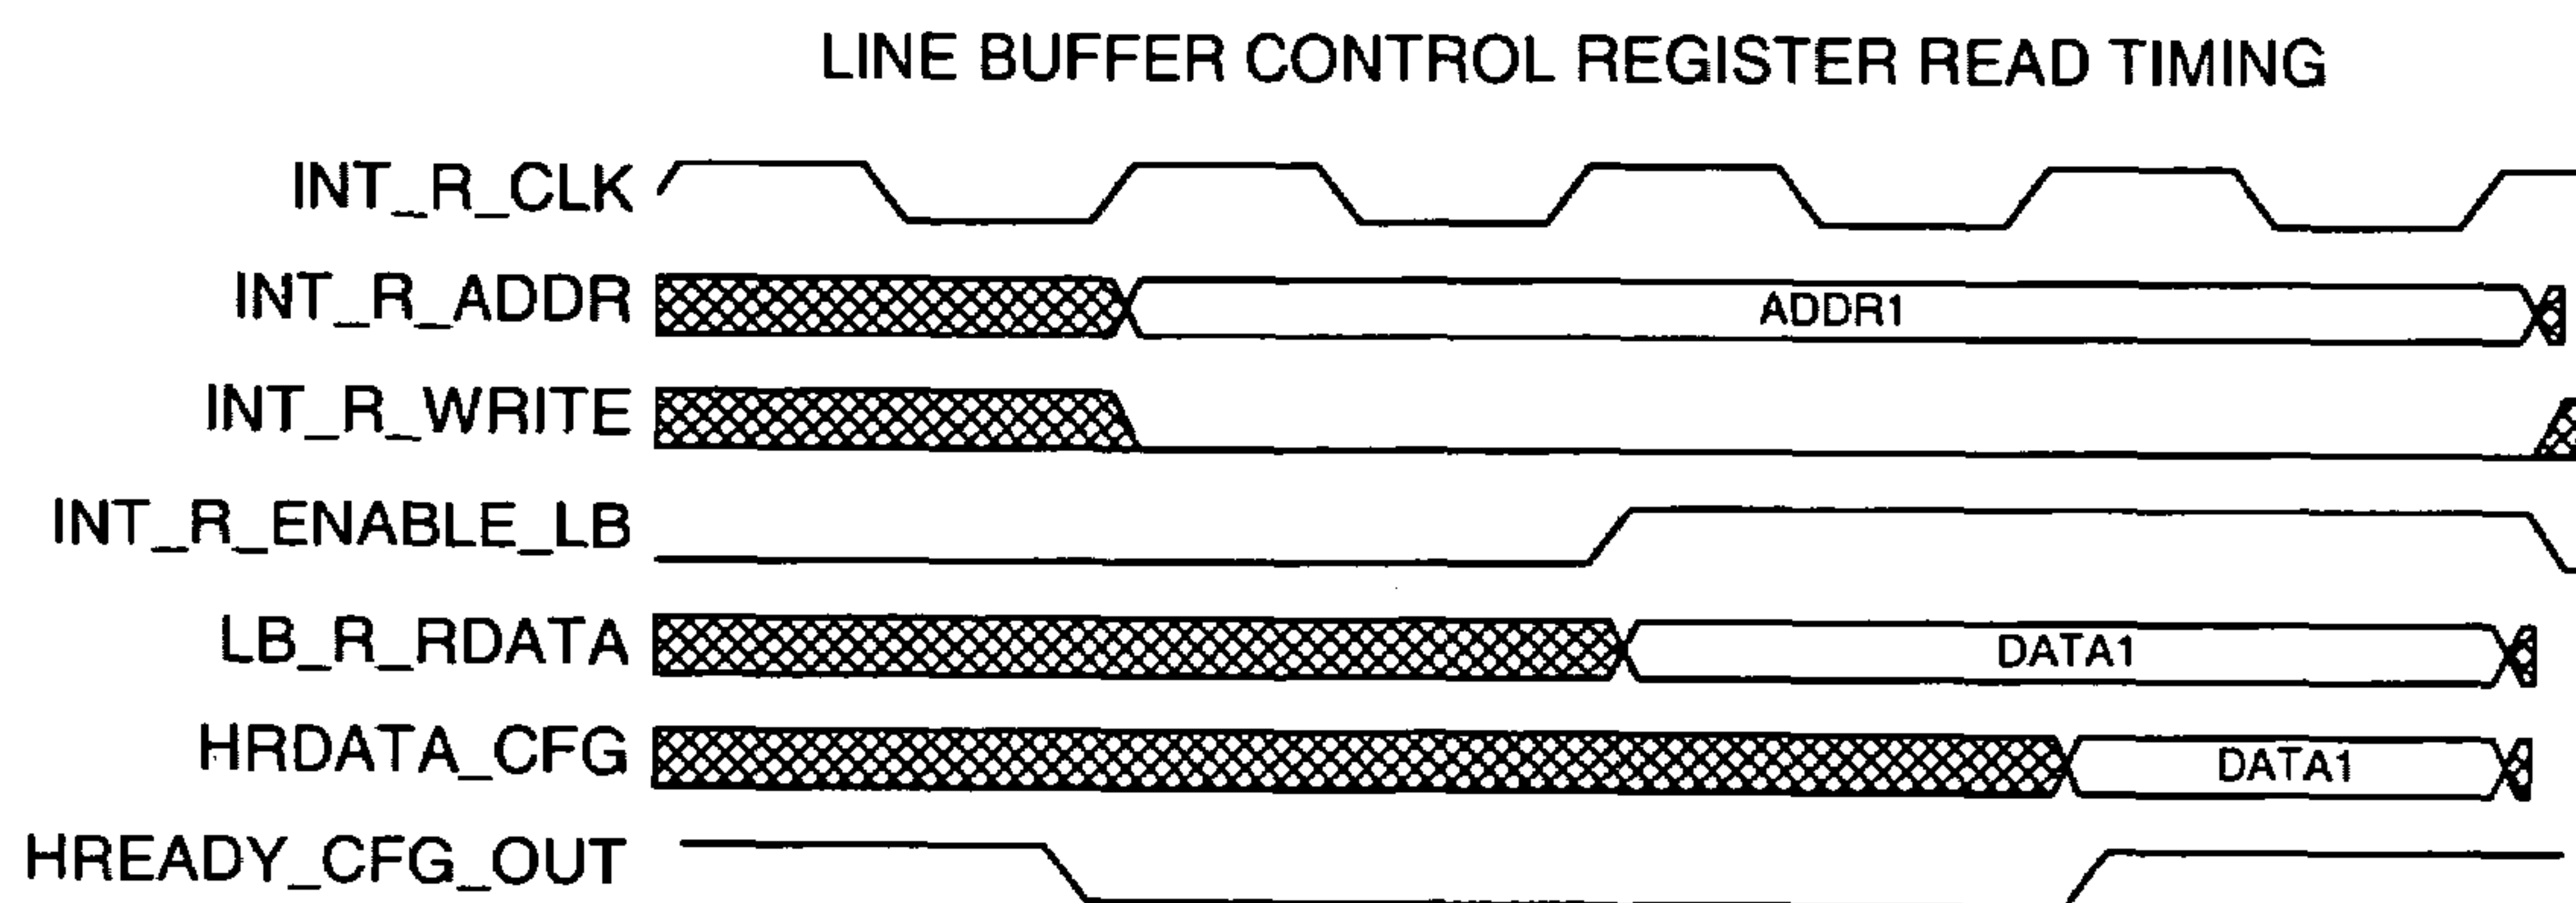 LINE BUFFER CONTROL REGISTER READ TIMING
INT_R_CLK
INT_R_ADDR
ADDR1
INT_R_WRITE
INT_R_ENABLE_LB
LB_R_RDATA
DATA1
HRDATA_CFG
DATA1
HREADY_CFG_OUT